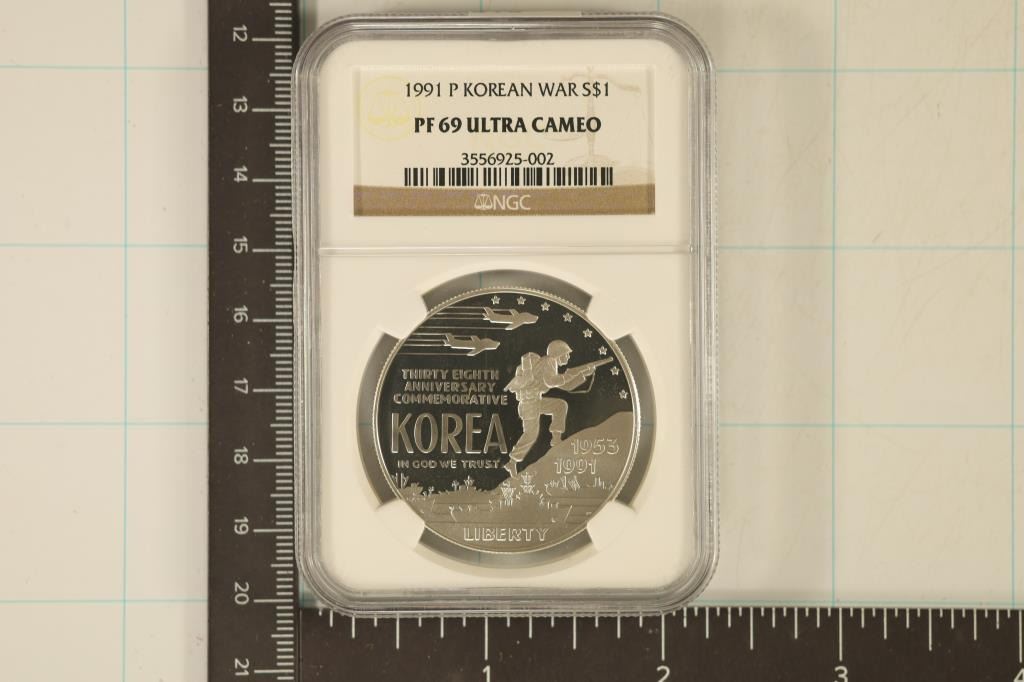 1991 P KOREAN WAR S$1
PF 69 ULTRA CAMEO
3556925-002
NGC
THIRTY EIGHTH
ANNIVERSARY
COMMEMORATIVE
KOREA
IN GOD WE TRUST
1953
1991
LIBERTY
12
13
14
15
16
17
18
19
20
21
1
2
3
4